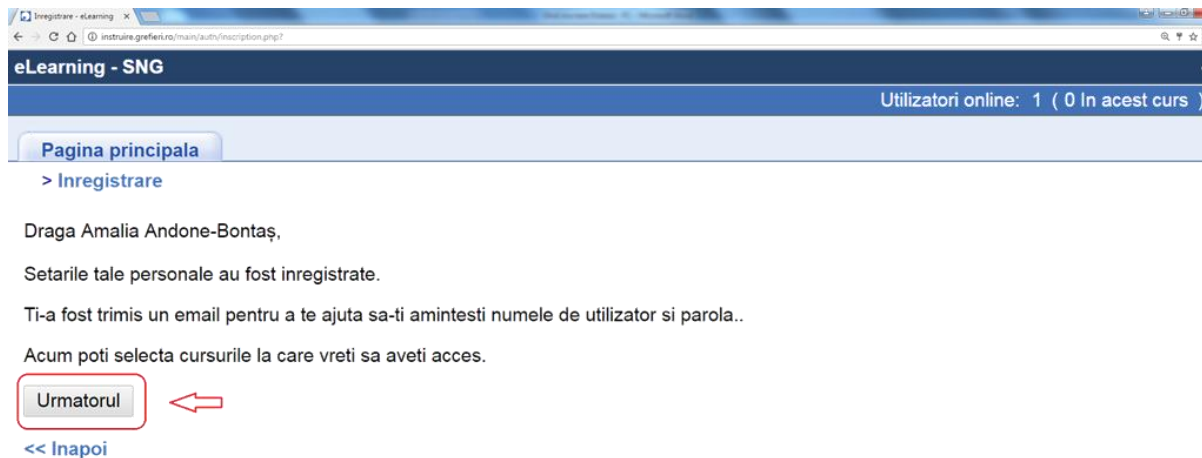 Inregistrare - eLearning
instruire.grefieri.ro/main/auth/inscription.php?
eLearning - SNG
Utilizatori online: 1 ( 0 In acest curs )
Pagina principala
> Inregistrare
Draga Amalia Andone-Bontaș,
Setarile tale personale au fost inregistrate.
Ti-a fost trimis un email pentru a te ajuta sa-ti amintesti numele de utilizator si parola..
Acum poti selecta cursurile la care vreti sa aveti acces.
Urmatorul
<< Inapoi